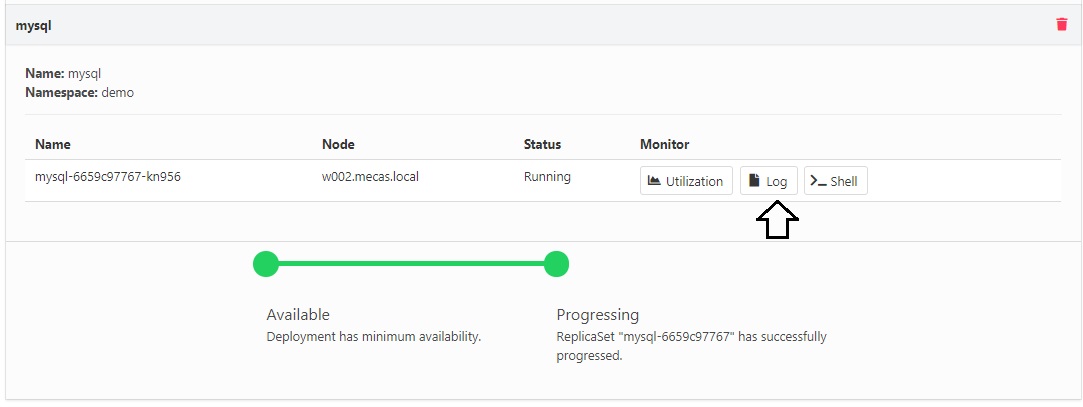 mysql
Name: mysql
Namespace: demo
Name Node Status Monitor
mysql-6659c97767-kn956 w002.mecas.local Running Utilization Log Shell
Available Progressing
Deployment has minimum availability. ReplicaSet "mysql-6659c97767" has successfully
progressed.